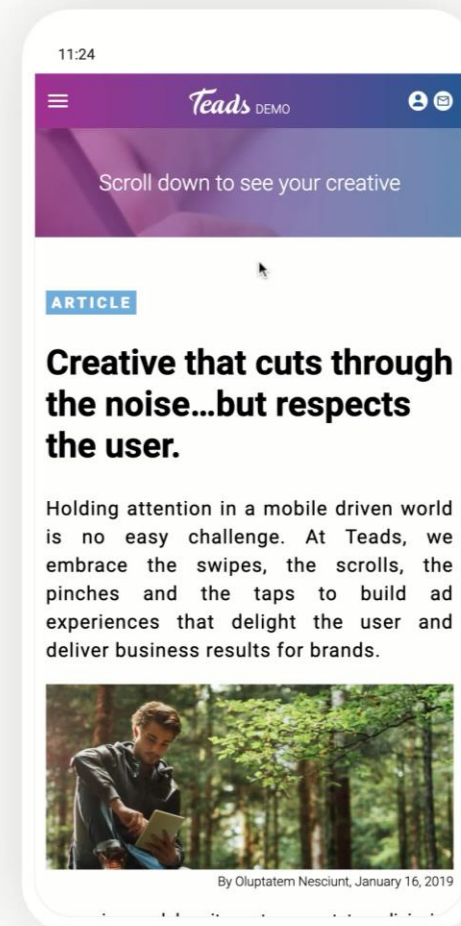 11:24
Teads DEMO
Scroll down to see your creative
ARTICLE
Creative that cuts through
the noise...but respects
the user.
Holding attention in a mobile driven world
is no easy challenge. At Teads, we
embrace the swipes, the scrolls, the
pinches and the taps to build ad
experiences that delight the user and
deliver business results for brands.
By Oluptatem Nesciunt, January 16, 2019